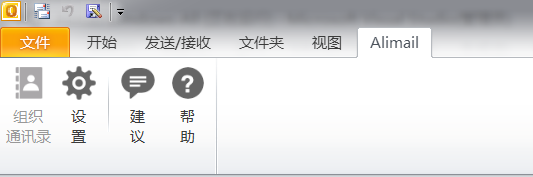 文件 开始 发送/接收 文件夹 视图 Alimail
组织 设 建 帮
通讯录 置 议 助